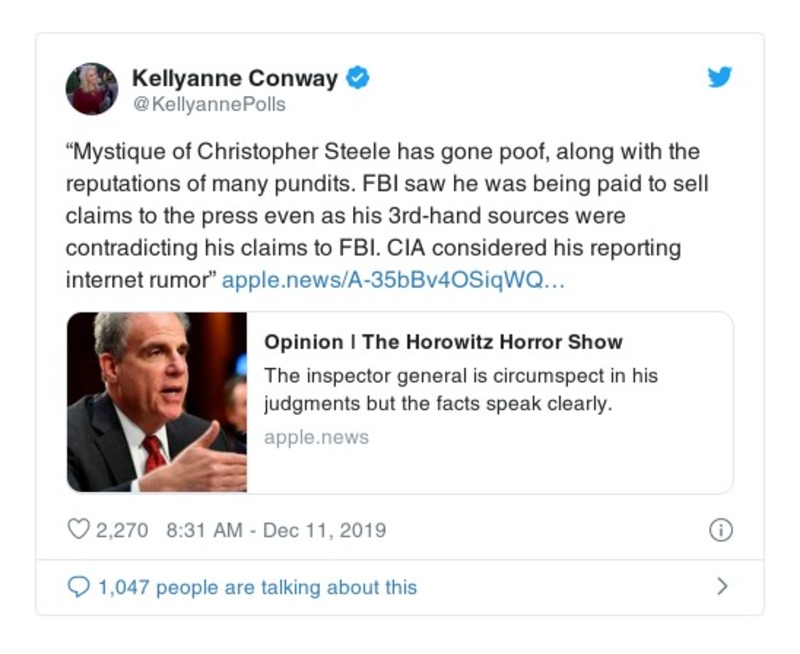 Kellyanne Conway
@KellyannePolls
“Mystique of Christopher Steele has gone poof, along with the
reputations of many pundits. FBI saw he was being paid to sell
claims to the press even as his 3rd-hand sources were
contradicting his claims to FBI. CIA considered his reporting
internet rumor” apple.news/A-35bBv4OSiqWQ…
Opinion | The Horowitz Horror Show
The inspector general is circumspect in his
judgments but the facts speak clearly.
apple.news
2,270 8:31 AM - Dec 11, 2019
1,047 people are talking about this